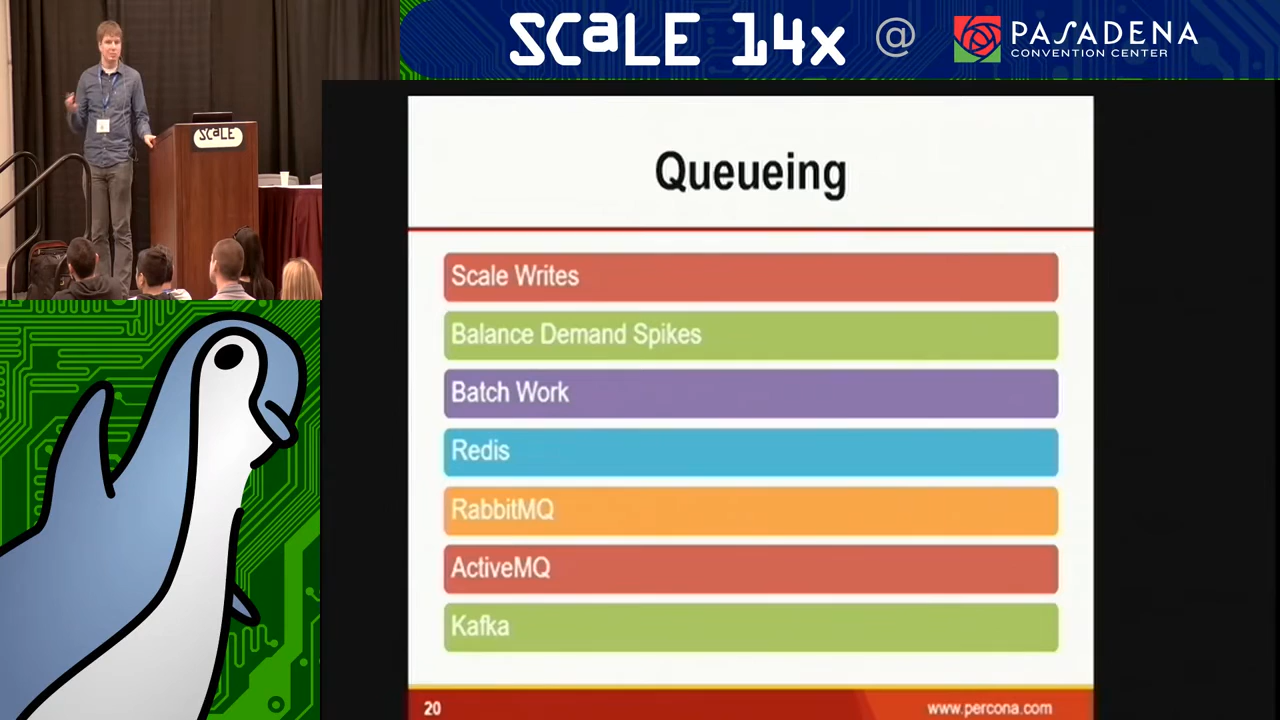 SCALE 14x @ PASADENA
CONVENTION CENTER
SCALE
Queueing
Scale Writes
Balance Demand Spikes
Batch Work
Redis
RabbitMQ
ActiveMQ
Kafka
20
www.percona.com